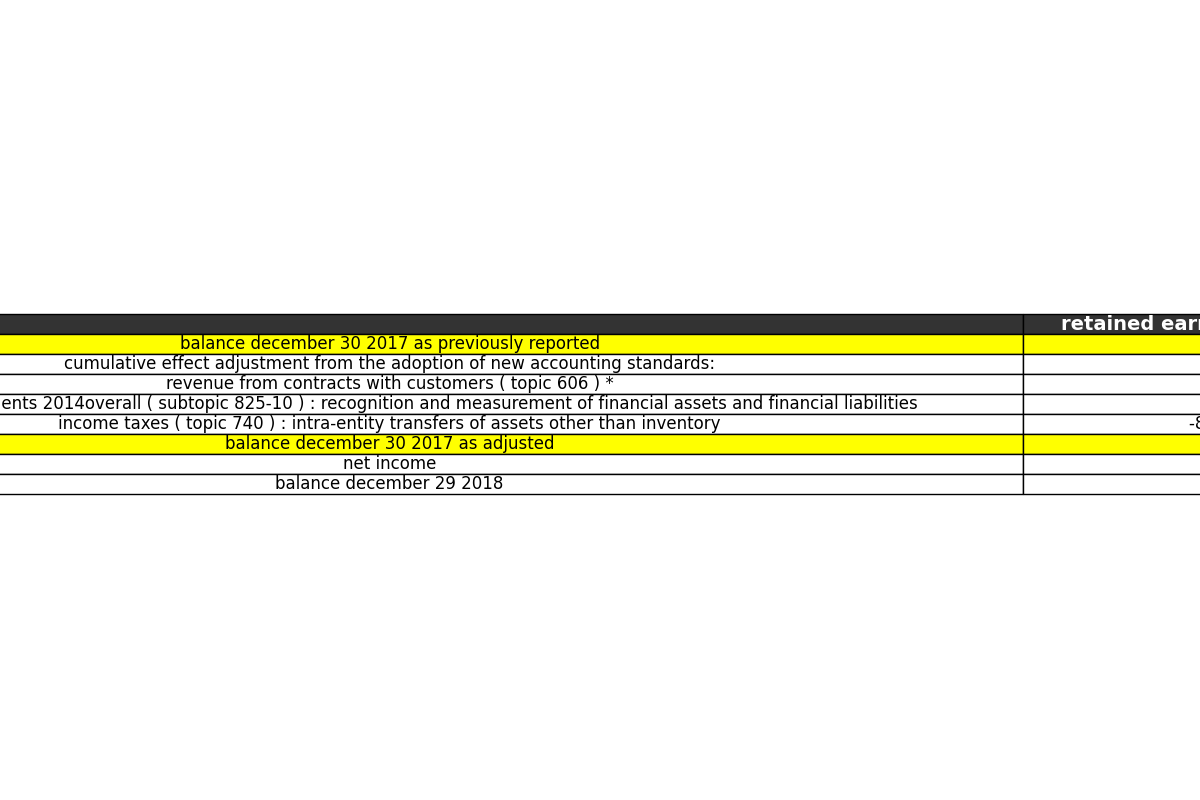 retained
balance december 30 2017 as previously reported
cumulative effect adjustment from the adoption of new accounting standards:
revenue from contracts with customers ( topic 606 ) *
2014overall ( subtopic 825-10 ) : recognition and measurement of financial assets and financial liabilities
income taxes ( topic 740 ) : intra-entity transfers of assets other than inventory
balance december 30 2017 as adjusted
net income
balance december 29 2018